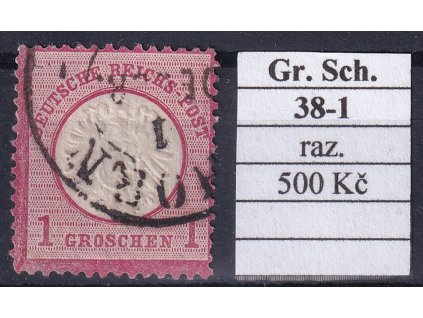 DEUTSCHE REICHS-POST
1 GROSCHEN 1
Gr. Sch.
38-1
raz.
500 Kč